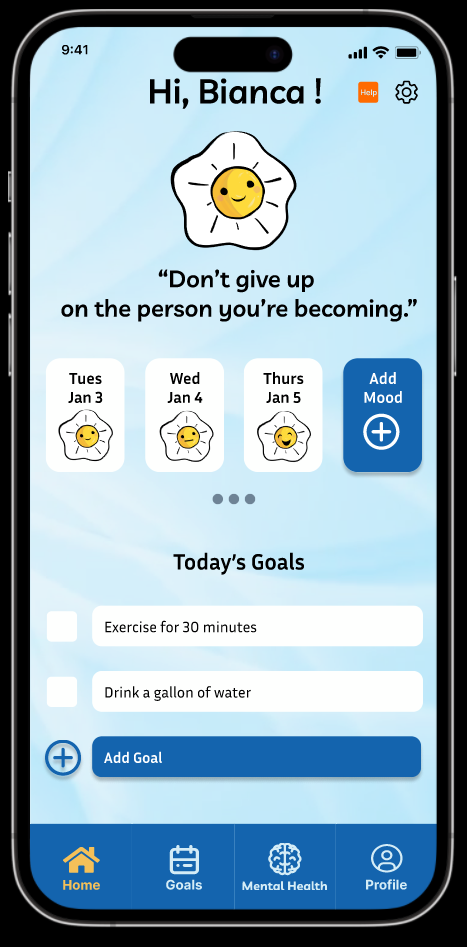 9:41
Hi, Bianca !
Help
“Don’t give up
on the person you’re becoming.”
Tues
Jan 3
Wed
Jan 4
Thurs
Jan 5
Add
Mood
Today’s Goals
Exercise for 30 minutes
Drink a gallon of water
Add Goal
Home
Goals
Mental Health
Profile